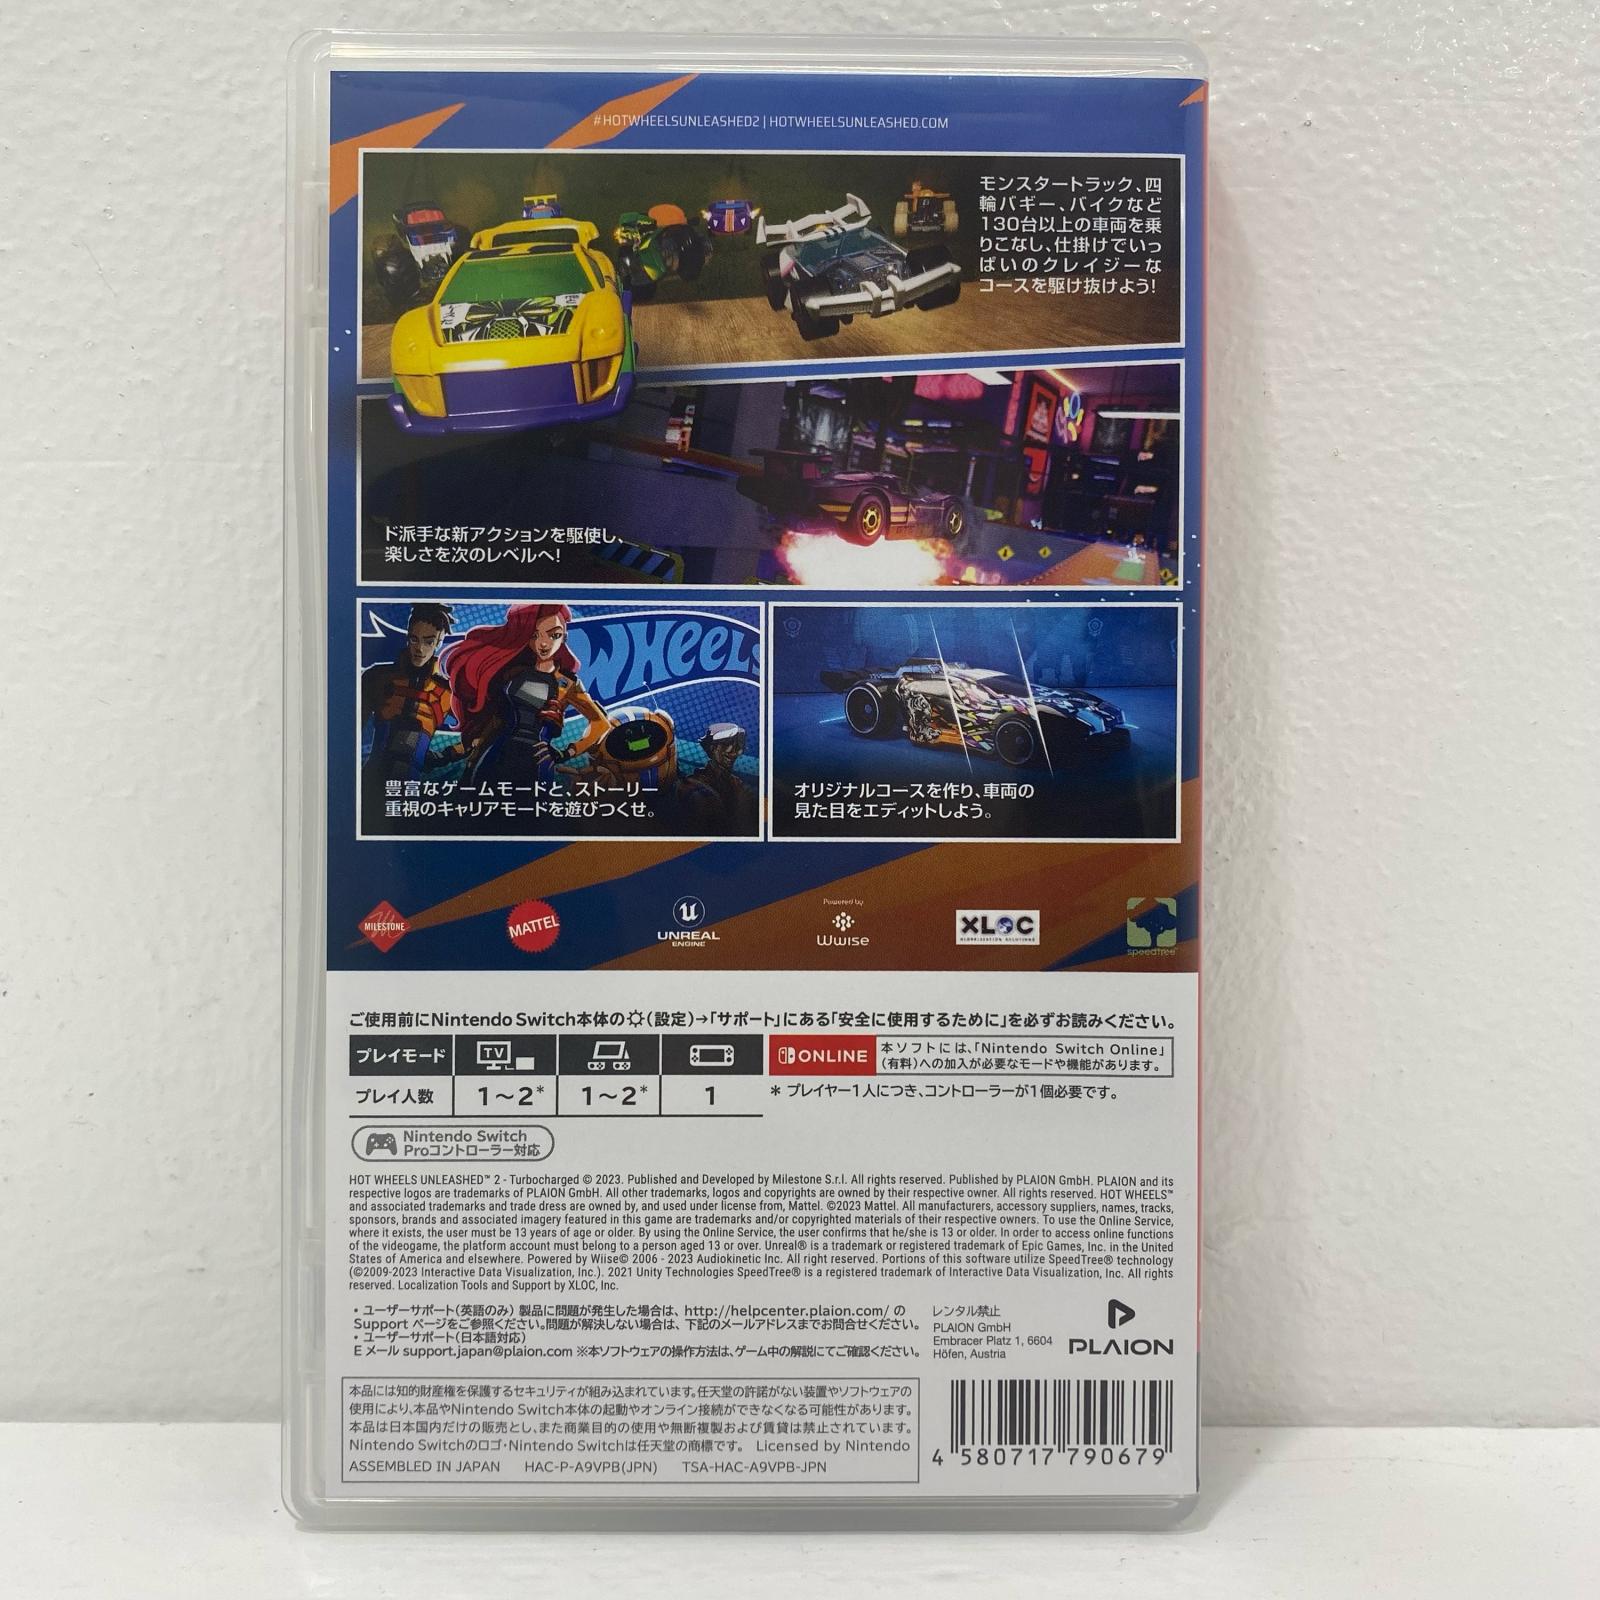 #HOTWHEELSUNLEASHED2 | HOTWHEELSUNLEASHED.COM
モンスタートラック、四
輪バギー、バイクなど
130台以上の車両を乗
りこなし、仕掛けでいっ
ぱいのクレイジーな
コースを駆け抜けよう!
ド派手な新アクションを駆使し、
楽しさを次のレベルへ!
WHEELS
豊富なゲームモードと、ストーリー
重視のキャリアモードを遊びつくせ。
オリジナルコースを作り、車両の
見た目をエディットしよう。
MILESTONE
MATTEL
UNREAL
ENGINE
Powered by
Wwise
XLOC
GLOBALIZATION SOLUTIONS
speedtree
ご使用前にNintendo Switch本体の(設定)→「サポート」にある「安全に使用するために」を必ずお読みください。
プレイモード TV
ONLINE
本ソフトには、「Nintendo Switch Online」
(有料)への加入が必要なモードや機能があります。
プレイ人数 1～2* 1～2* 1
* プレイヤー1人につき、コントローラーが1個必要です。
Nintendo Switch
Proコントローラー対応
HOT WHEELS UNLEASHED™ 2 - Turbocharged © 2023. Published and Developed by Milestone S.r.l. All rights reserved. Published by PLAION GmbH. PLAION and its
respective logos are trademarks of PLAION GmbH. All other trademarks, logos and copyrights are owned by their respective owner. All rights reserved. HOT WHEELS™
and associated trademarks and trade dress are owned by, and used under license from, Mattel. ©2023 Mattel. All manufacturers, accessory suppliers, names, tracks,
sponsors, brands and associated imagery featured in this game are trademarks and/or copyrighted materials of their respective owners. To use the Online Service,
where it exists, the user must be 13 years of age or older. By using the Online Service, the user confirms that he/she is 13 or older. In order to access online functions
of the videogame, the platform account must belong to a person aged 13 or over. Unreal® is a trademark or registered trademark of Epic Games, Inc. in the United
States of America and elsewhere. Powered by Wiise© 2006 - 2023 Audiokinetic Inc. All right reserved. Portions of this software utilize SpeedTree® technology
(©2009-2023 Interactive Data Visualization, Inc.). 2021 Unity Technologies SpeedTree® is a registered trademark of Interactive Data Visualization, Inc. All rights
reserved. Localization Tools and Support by XLOC, Inc.
・ユーザーサポート(英語のみ) 製品に問題が発生した場合は、http://helpcenter.plaion.com/ の
Support ページをご参照ください。問題が解決しない場合は、下記のメールアドレスまでお問合せください。
・ユーザーサポート(日本語対応)
E メール support.japan@plaion.com ※本ソフトウェアの操作方法は、ゲーム中の解説にてご確認ください。
レンタル禁止
PLAION GmbH
Embracer Platz 1, 6604
Höfen, Austria
PLAION
本品には知的財産権を保護するセキュリティが組み込まれています。任天堂の許諾がない装置やソフトウェアの
使用により、本品やNintendo Switch本体の起動やオンライン接続ができなくなる可能性があります。
本品は日本国内だけの販売とし、また商業目的の使用や無断複製および賃貸は禁止されています。
Nintendo Switchのロゴ・Nintendo Switchは任天堂の商標です。 Licensed by Nintendo
ASSEMBLED IN JAPAN HAC-P-A9VPB(JPN) TSA-HAC-A9VPB-JPN
4 580717 790679